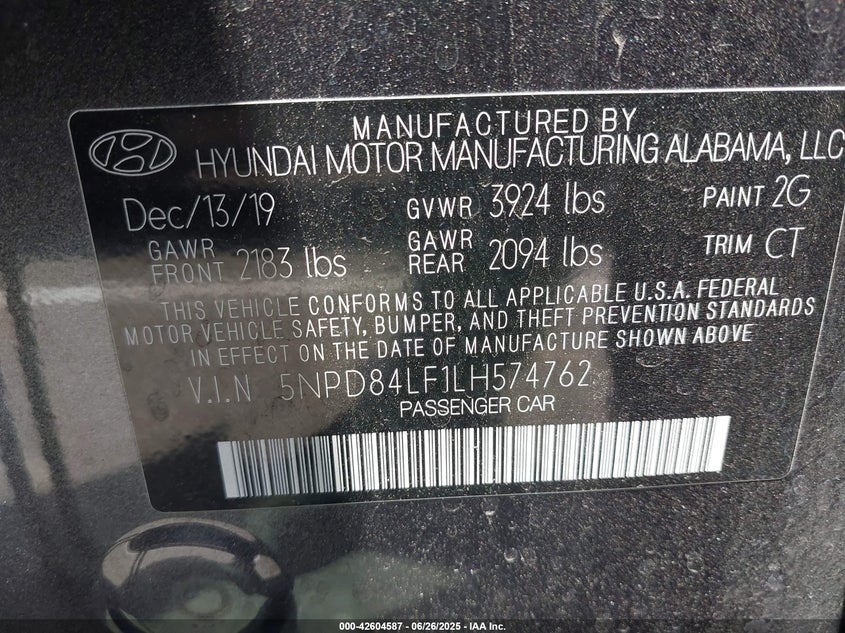 MANUFACTURED BY
HYUNDAI MOTOR MANUFACTURING ALABAMA, LLC
Dec/13/19 GVWR 3924 lbs PAINT 2G
GAWR FRONT 2183 lbs GAWR REAR 2094 lbs TRIM CT
THIS VEHICLE CONFORMS TO ALL APPLICABLE U.S.A. FEDERAL
MOTOR VEHICLE SAFETY, BUMPER, AND THEFT PREVENTION STANDARDS
IN EFFECT ON THE DATE OF MANUFACTURE SHOWN ABOVE
V.I.N 5NPD84LF1LH574762
PASSENGER CAR
000-42604587 - 06/26/2025 - IAA Inc.